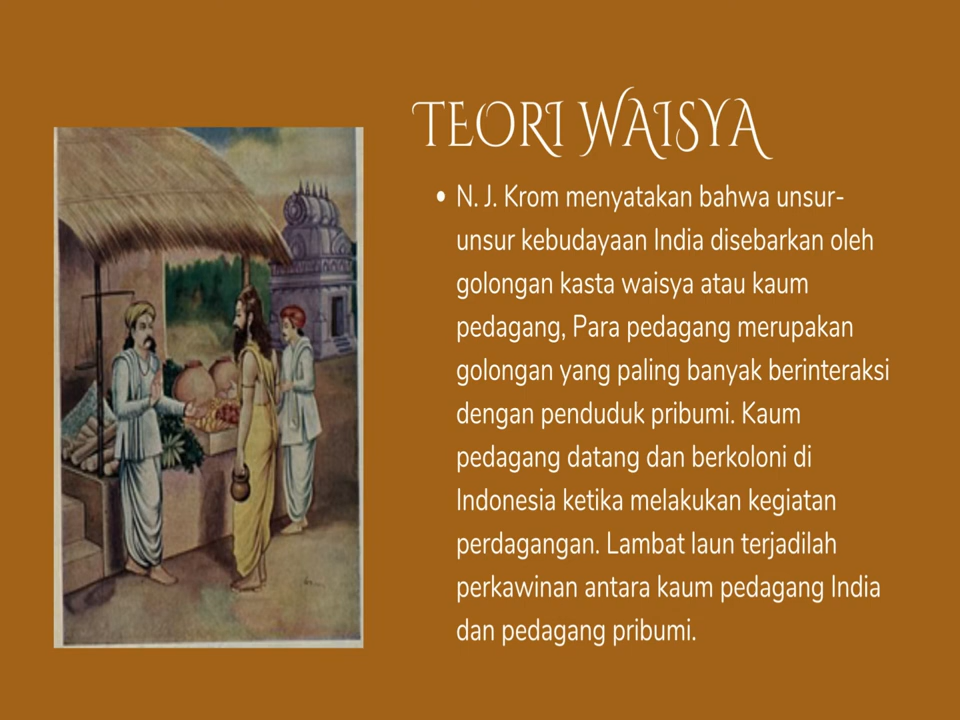 TEORI WAISYA
• N. J. Krom menyatakan bahwa unsur-
unsur kebudayaan India disebarkan oleh
golongan kasta waisya atau kaum
pedagang, Para pedagang merupakan
golongan yang paling banyak berinteraksi
dengan penduduk pribumi. Kaum
pedagang datang dan berkoloni di
Indonesia ketika melakukan kegiatan
perdagangan. Lambat laun terjadilah
perkawinan antara kaum pedagang India
dan pedagang pribumi.